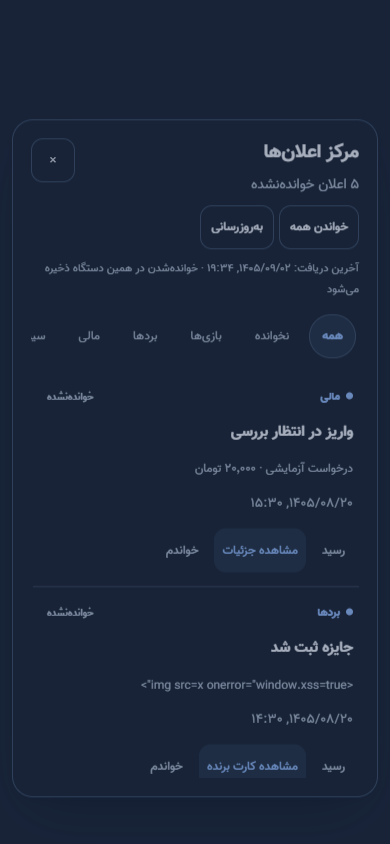 مرکز اعلان‌ها
×
۵ اعلان خوانده‌نشده
خواندن همه
به‌روزرسانی
آخرین دریافت: ۱۴۰۵/۰۹/۰۲, ۱۹:۳۴ · خوانده‌شدن در همین دستگاه ذخیره
می‌شود
همه
نخوانده
بازی‌ها
بردها
مالی
مالی
خوانده‌نشده
واریز در انتظار بررسی
درخواست آزمایشی · ۲۰,۰۰۰ تومان
۱۴۰۵/۰۸/۲۰, ۱۵:۳۰
رسید
مشاهده جزئیات
خواندم
بردها
خوانده‌نشده
جایزه ثبت شد
<img src=x onerror="window.xss=true">
۱۴۰۵/۰۸/۲۰, ۱۴:۳۰
رسید
مشاهده کارت برنده
خواندم